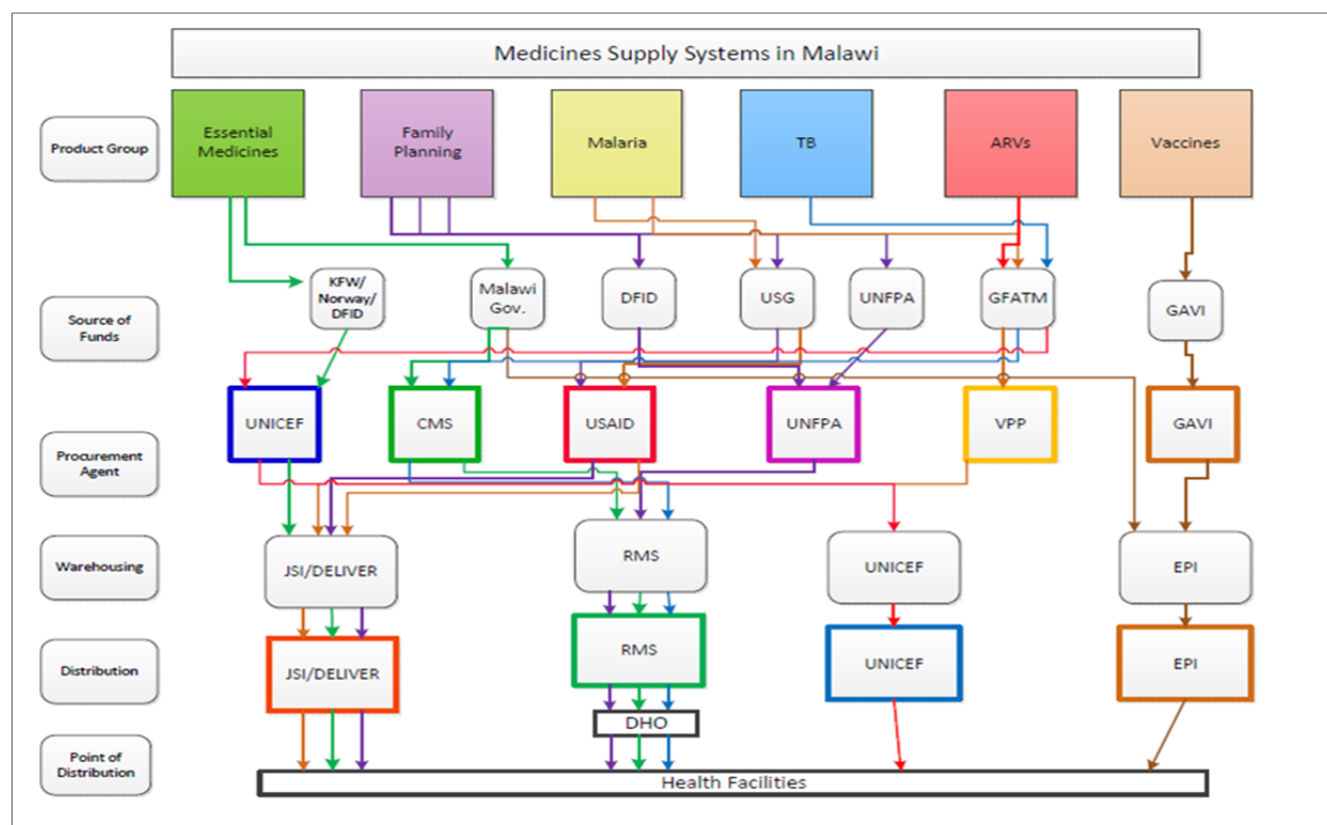 Medicines Supply Systems in Malawi
Product Group
Essential
Medicines
Family
Planning
Malaria
TB
ARVs
Vaccines
Source of
Funds
KFW/
Norway/
DFID
Malawi
Gov.
DFID
USG
UNFPA
GFATM
GAVI
Procurement
Agent
UNICEF
CMS
USAID
UNFPA
VPP
GAVI
Warehousing
JSI/DELIVER
RMS
UNICEF
EPI
Distribution
JSI/DELIVER
RMS
UNICEF
EPI
DHO
Point of
Distribution
Health Facilities